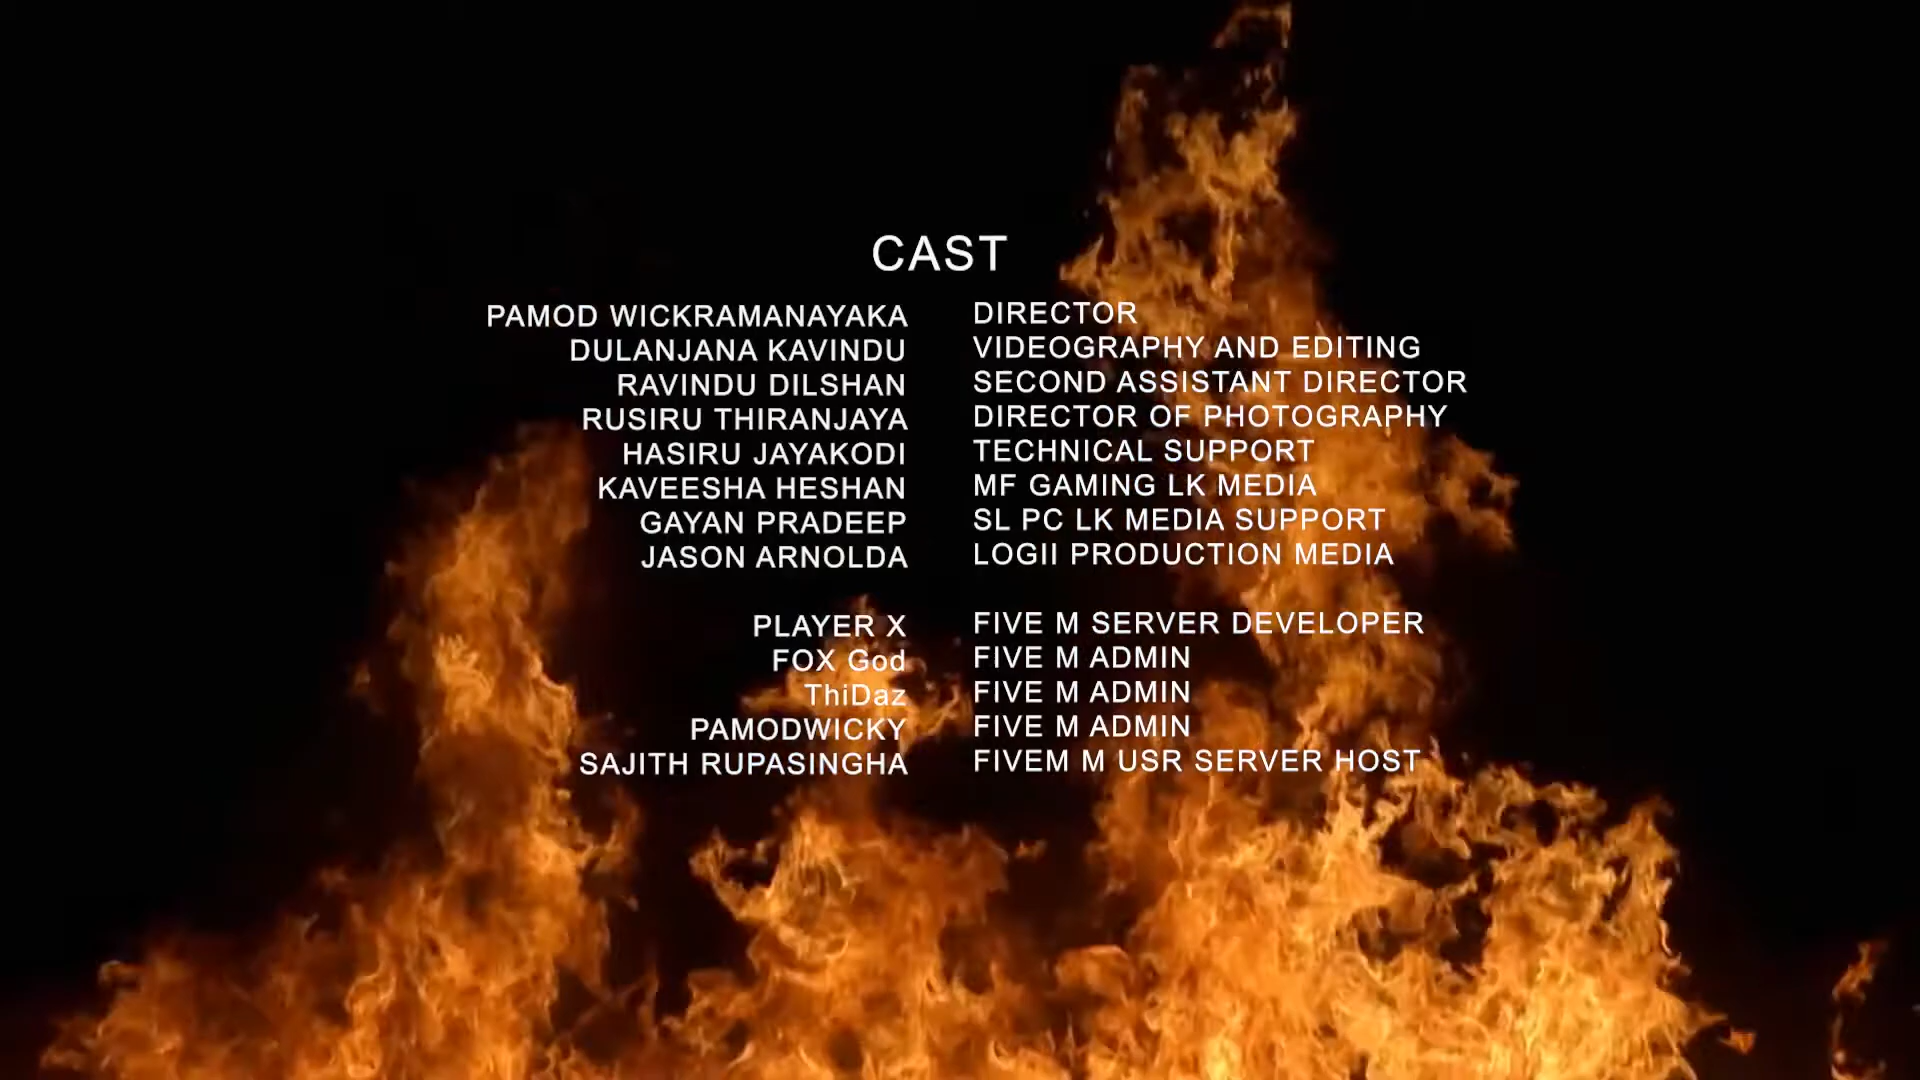 CAST
PAMOD WICKRAMANAYAKA DIRECTOR
DULANJANA KAVINDU VIDEOGRAPHY AND EDITING
RAVINDU DILSHAN SECOND ASSISTANT DIRECTOR
RUSIRU THIRANJAYA DIRECTOR OF PHOTOGRAPHY
HASIRU JAYAKODI TECHNICAL SUPPORT
KAVEESHA HESHAN MF GAMING LK MEDIA
GAYAN PRADEEP SL PC LK MEDIA SUPPORT
JASON ARNOLDA LOGII PRODUCTION MEDIA
PLAYER X FIVE M SERVER DEVELOPER
FOX God FIVE M ADMIN
ThiDaz FIVE M ADMIN
PAMODWICKY FIVE M ADMIN
SAJITH RUPASINGHA FIVEM M USR SERVER HOST